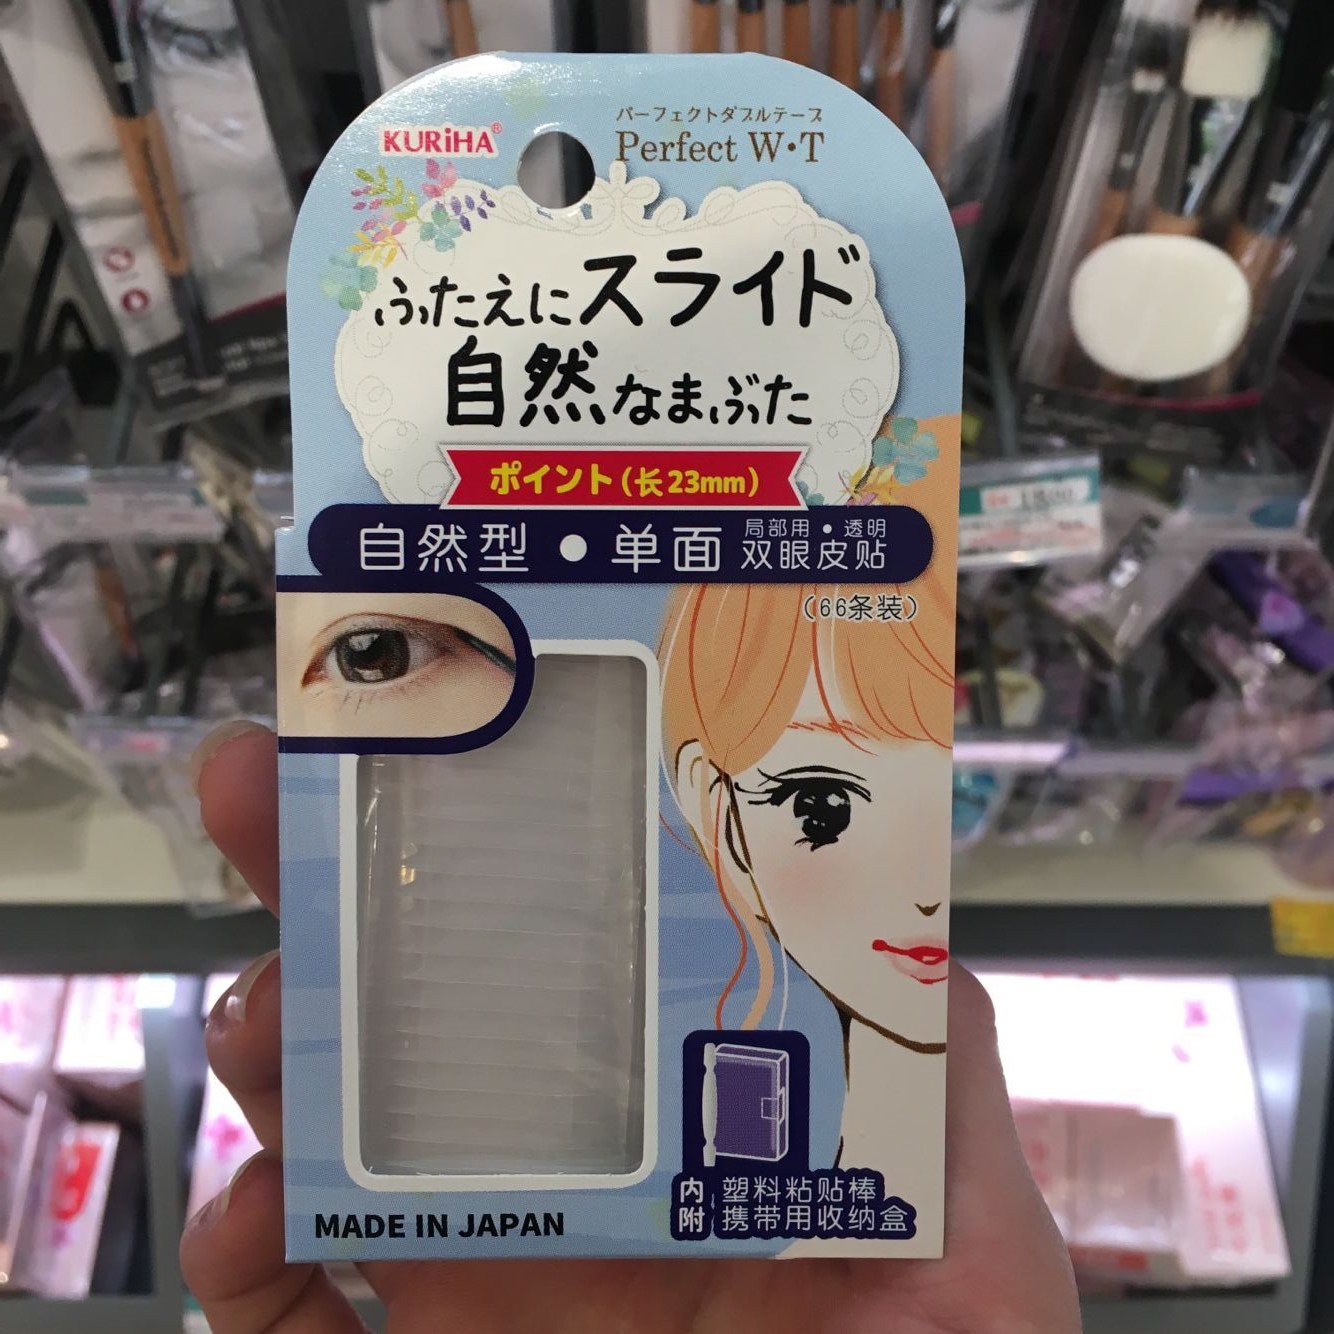 KURiHA®
パーフェクトダブルテープ
Perfect W•T
ふたえにスライド
自然なまぶた
ポイント(长23mm)
自然型•单面 局部用•透明
双眼皮贴
(66条装)
内附 塑料粘贴棒
携带用收纳盒
MADE IN JAPAN